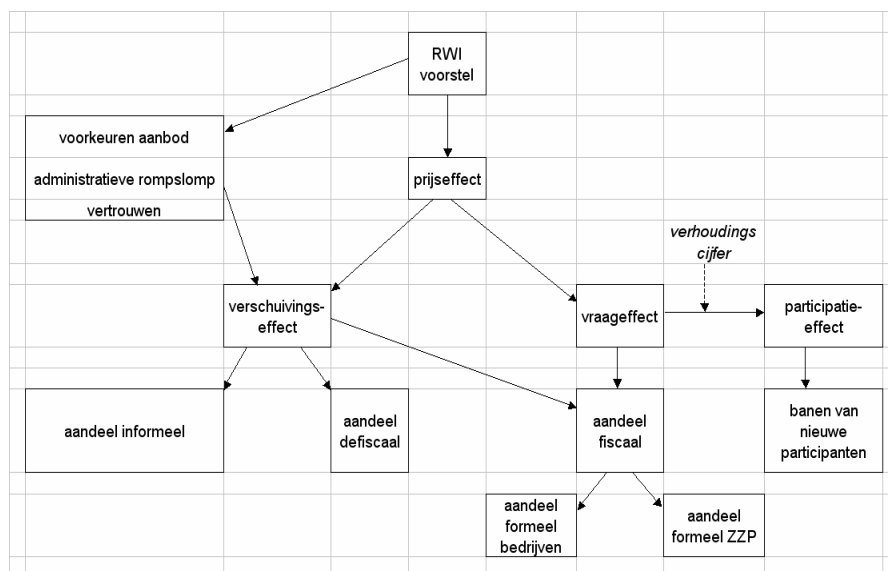 RWI
voorstel
voorkeuren aanbod
administratieve rompslomp
vertrouwen
prijseffect
verhoudings
cijfer
verschuivings-
effect
vraageffect
participatie-
effect
aandeel informeel
aandeel
defiscaal
aandeel
fiscaal
banen van
nieuwe
participanten
aandeel
formeel
bedrijven
aandeel
formeel ZZP